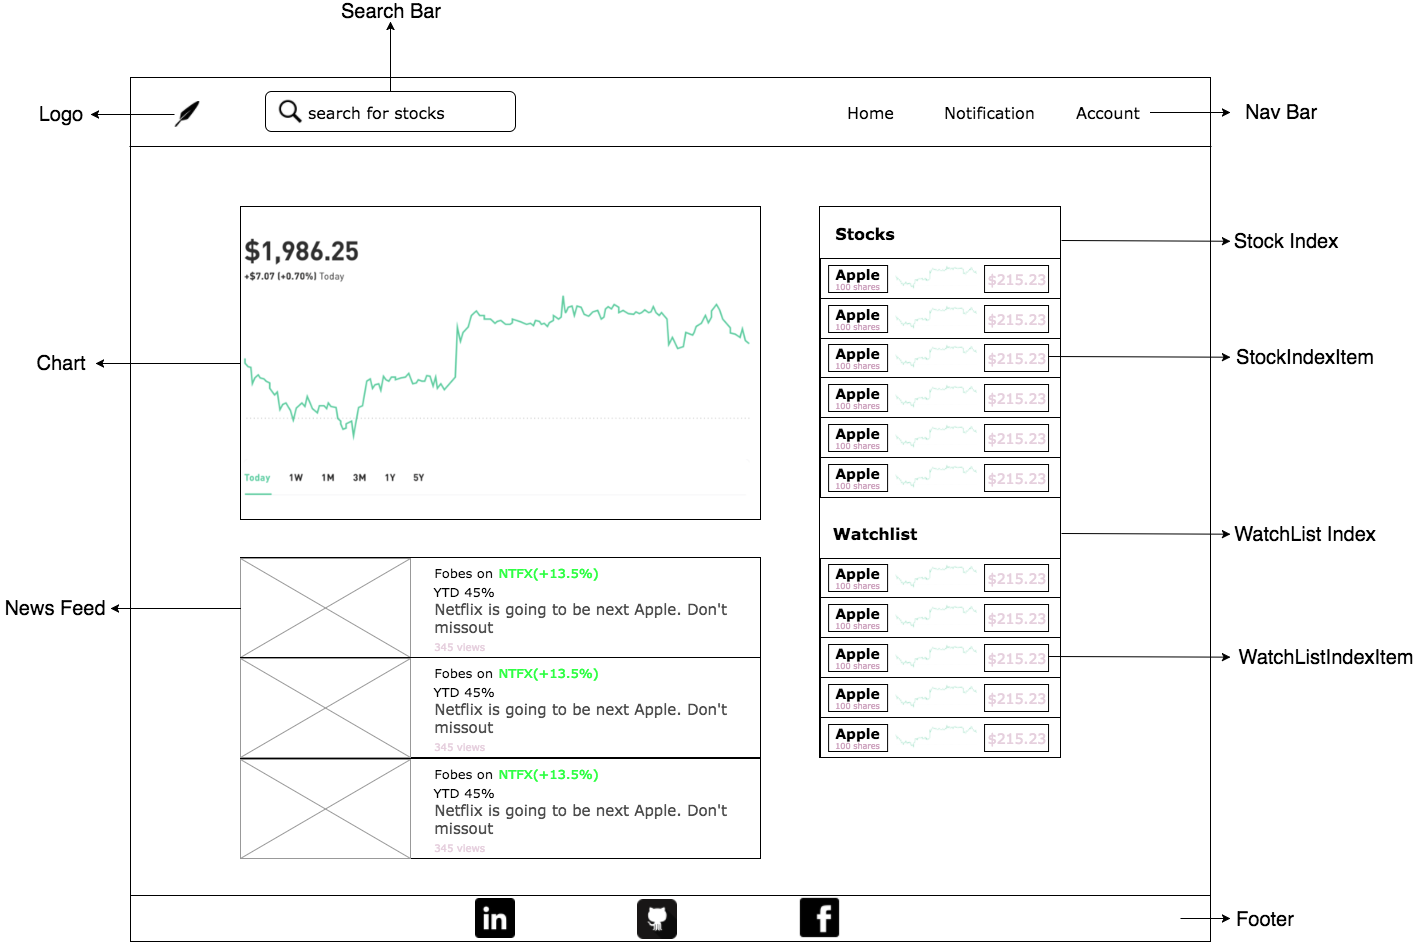 Search Bar
Logo
search for stocks
Home
Notification
Account
Nav Bar
$1,986.25
+$7.07 (+0.70%) Today
Chart
Today
1W
1M
3M
1Y
5Y
Stocks
Stock Index
Apple
100 shares
$215.23
Apple
100 shares
$215.23
Apple
100 shares
$215.23
StockIndexItem
Apple
100 shares
$215.23
Apple
100 shares
$215.23
Apple
100 shares
$215.23
Watchlist
WatchList Index
Apple
100 shares
$215.23
Apple
100 shares
$215.23
Apple
100 shares
$215.23
WatchListIndexItem
Apple
100 shares
$215.23
Apple
100 shares
$215.23
News Feed
Fobes on NTFX(+13.5%)
YTD 45%
Netflix is going to be next Apple. Don't
missout
345 views
Fobes on NTFX(+13.5%)
YTD 45%
Netflix is going to be next Apple. Don't
missout
345 views
Fobes on NTFX(+13.5%)
YTD 45%
Netflix is going to be next Apple. Don't
missout
345 views
in
f
Footer